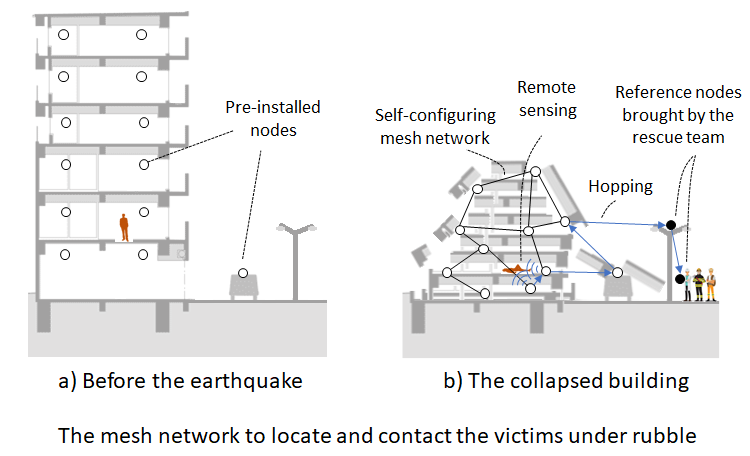 Pre-installed
nodes
a) Before the earthquake
Self-configuring
mesh network
Remote
sensing
Reference nodes
brought by the
rescue team
Hopping
b) The collapsed building
The mesh network to locate and contact the victims under rubble